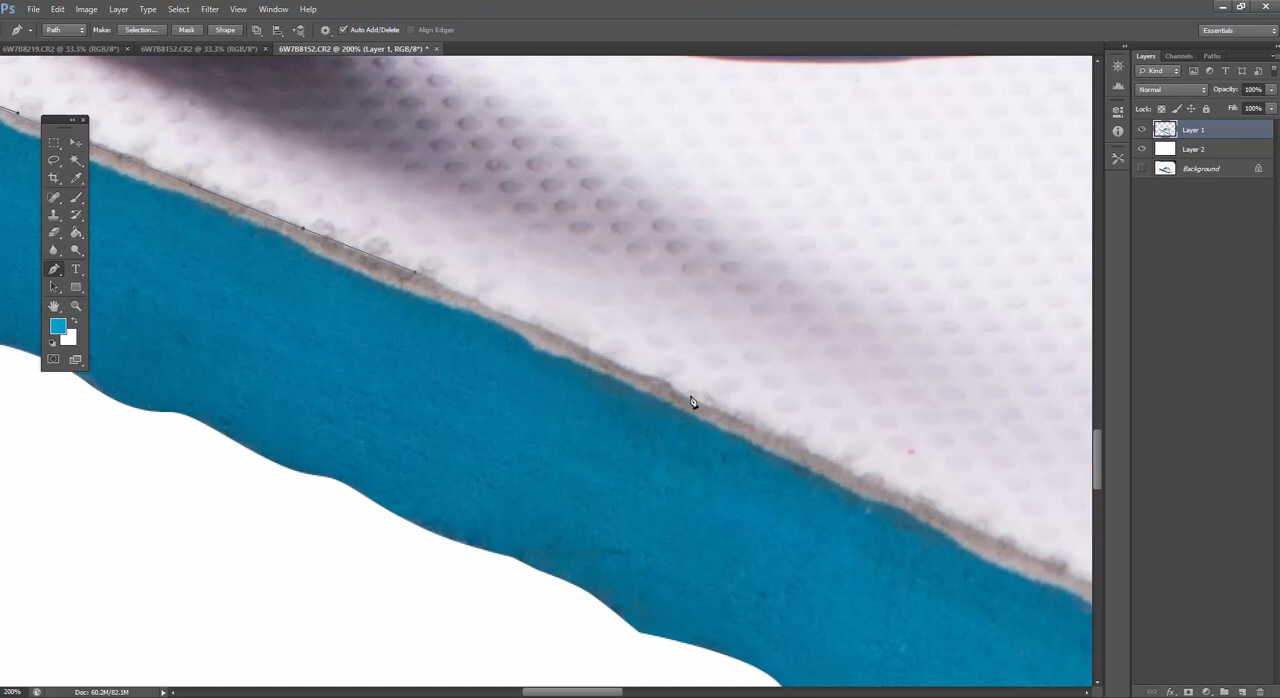 Ps File Edit Image Layer Type Select Filter View Window Help
Path Make: Selection... Mask Shape Auto Add/Delete Align Edges Essentials
6W7B8219.CR2 @ 33.3% (RGB/8*) × 6W7B8152.CR2 @ 33.3% (RGB/8*) × 6W7B8152.CR2 @ 200% (Layer 1, RGB/8*) * ×
Layers Channels Paths
Kind
Normal Opacity: 100%
Lock: Fill: 100%
Layer 1
Layer 2
Background
T
200% Doc: 60.2M/82.1M